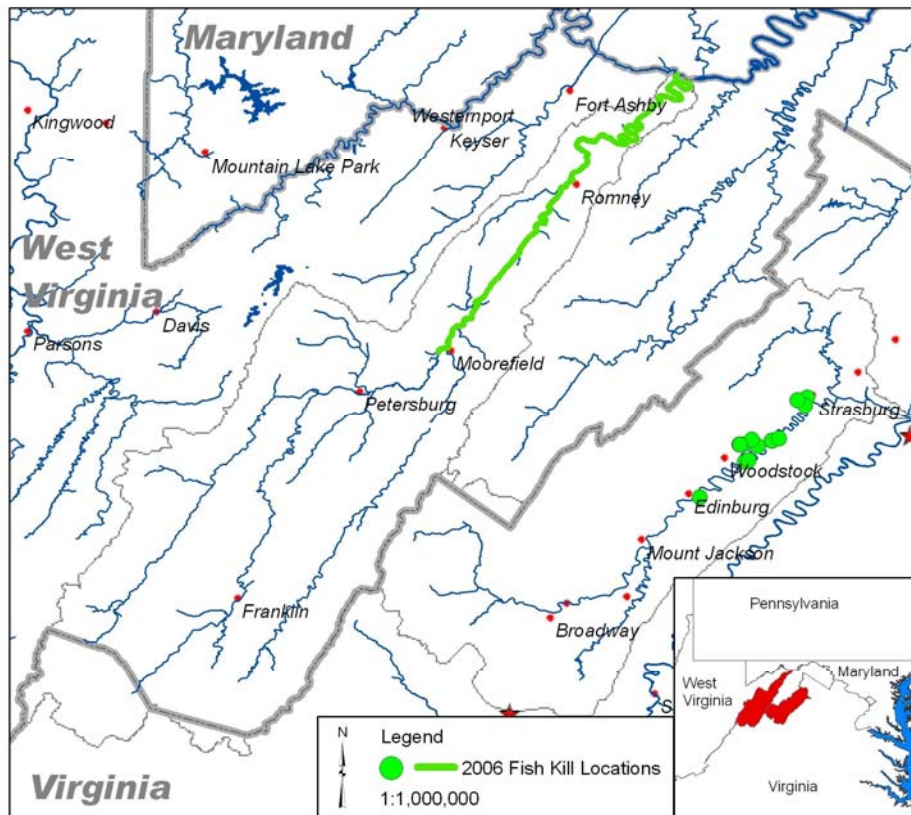 Maryland
Kingwood
Westernport
Fort Ashby
Keyser
Mountain Lake Park
Romney
West
Virginia
Davis
Parsons
Moorefield
Petersburg
Strasburg
Woodstock
Edinburg
Mount Jackson
Franklin
Broadway
S
Virginia
N
Legend
2006 Fish Kill Locations
1:1,000,000
Pennsylvania
West
Virginia
Maryland
Virginia